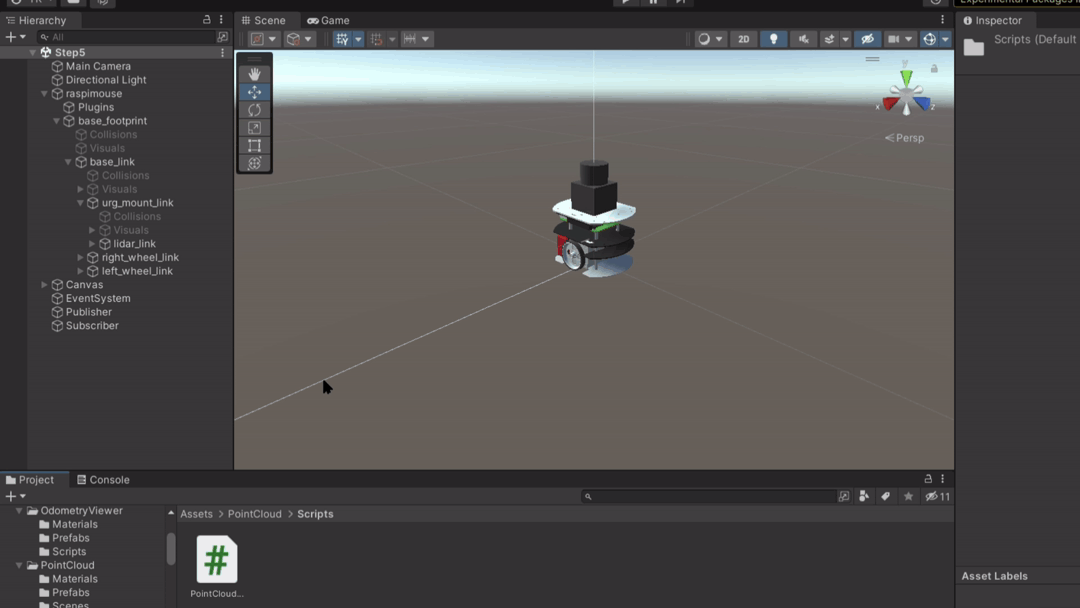 Hierarchy
Scene
Game
Inspector
All
2D
Scripts (Default
Step5
Main Camera
Directional Light
raspimouse
Plugins
base_footprint
Collisions
Visuals
base_link
Collisions
Visuals
urg_mount_link
Collisions
Visuals
lidar_link
right_wheel_link
left_wheel_link
Canvas
EventSystem
Publisher
Subscriber
y
x
z
Persp
Project
Console
11
OdometryViewer
Materials
Prefabs
Scripts
PointCloud
Materials
Prefabs
Scenes
Assets > PointCloud > Scripts
#
PointCloud...
Asset Labels